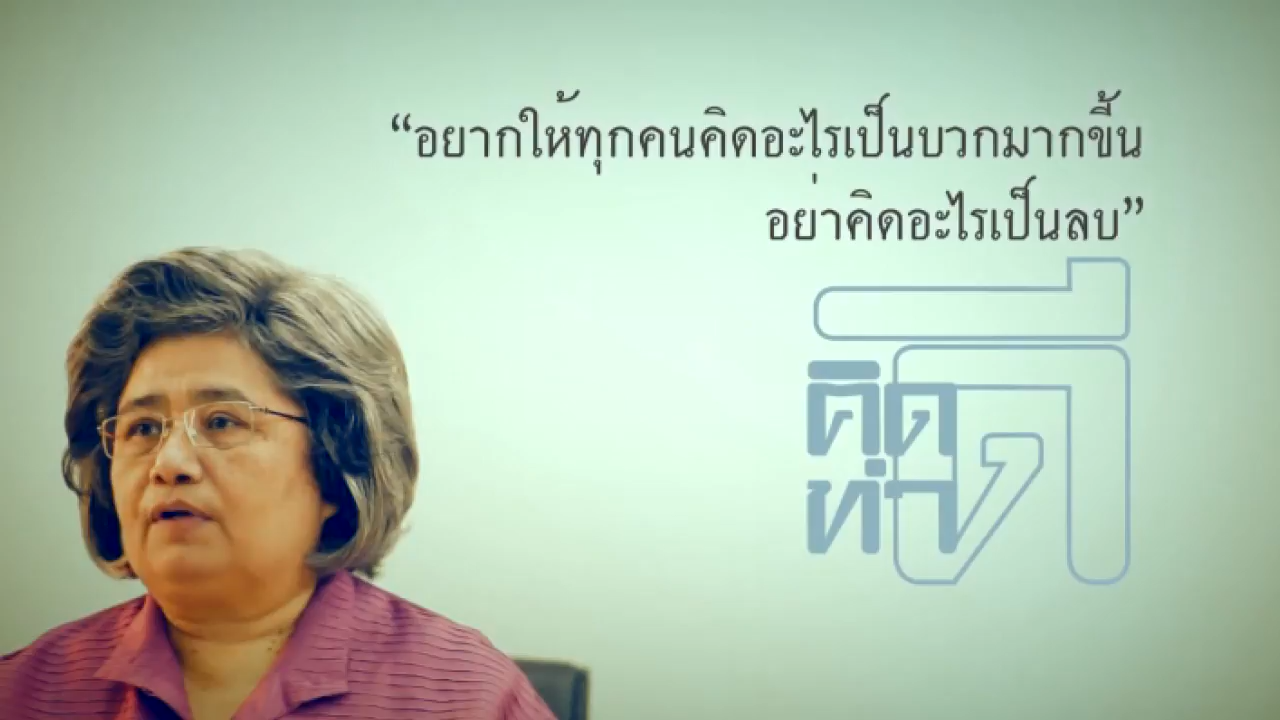 “อยากให้ทุกคนคิดอะไรเป็นบวกมากขึ้น
อย่าคิดอะไรเป็นลบ”
คิด
ทำ
ดี